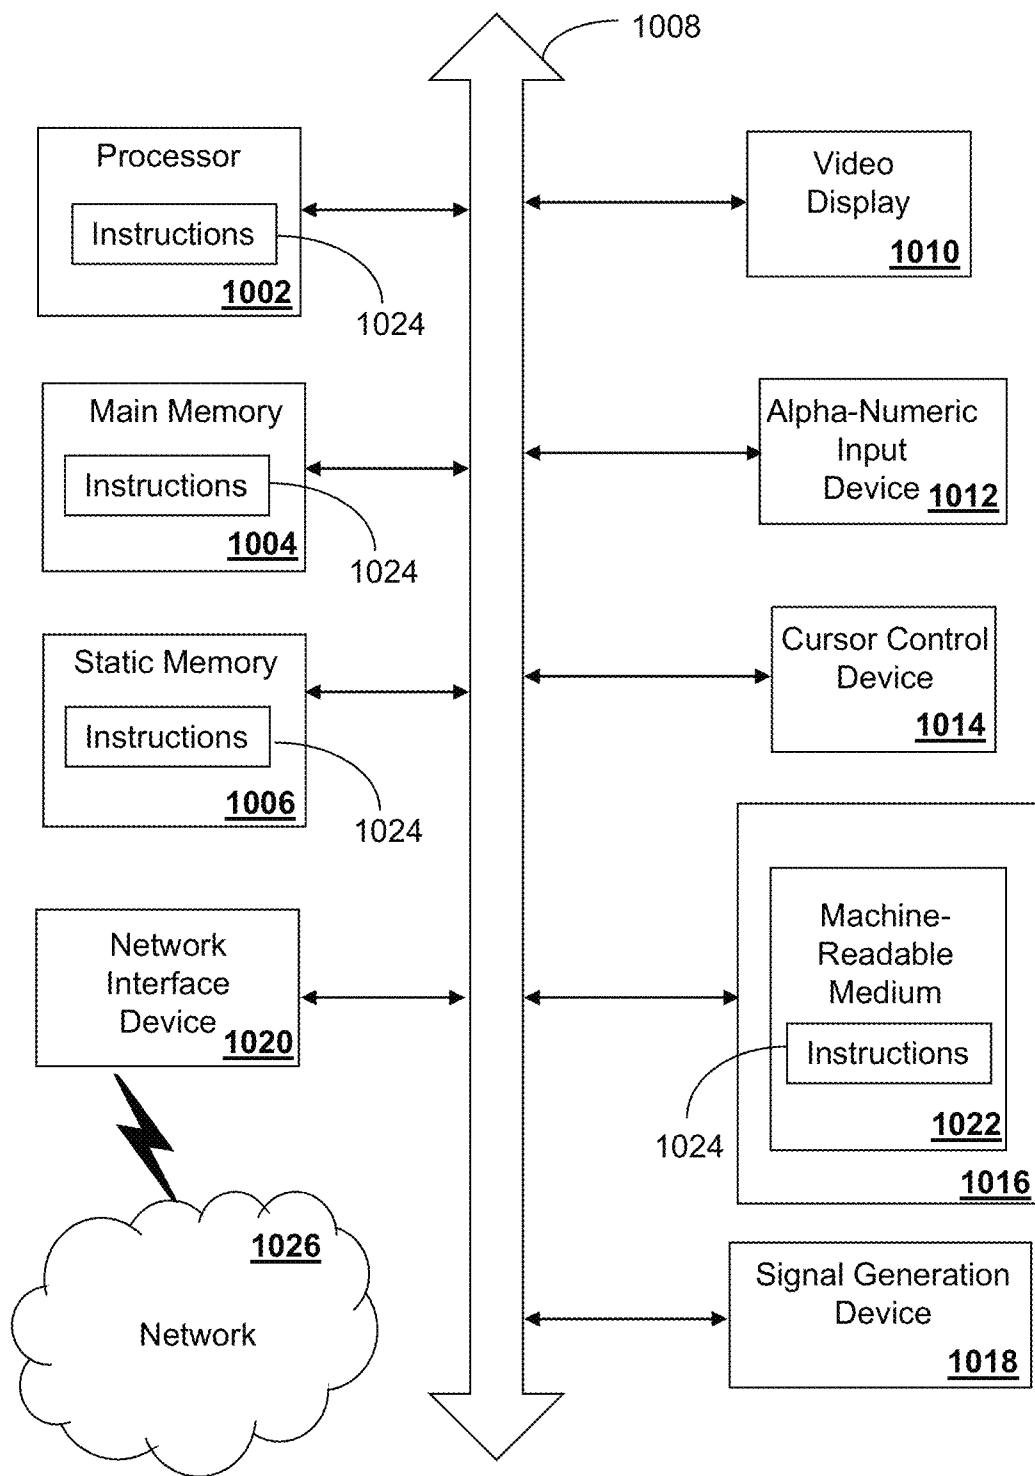 1008
Processor
Instructions
1002
1024
Main Memory
Instructions
1004
1024
Static Memory
Instructions
1006
1024
Network
Interface
Device
1020
1026
Network
Video
Display
1010
Alpha-Numeric
Input
Device
1012
Cursor Control
Device
1014
Machine-
Readable
Medium
Instructions
1022
1024
1016
Signal Generation
Device
1018